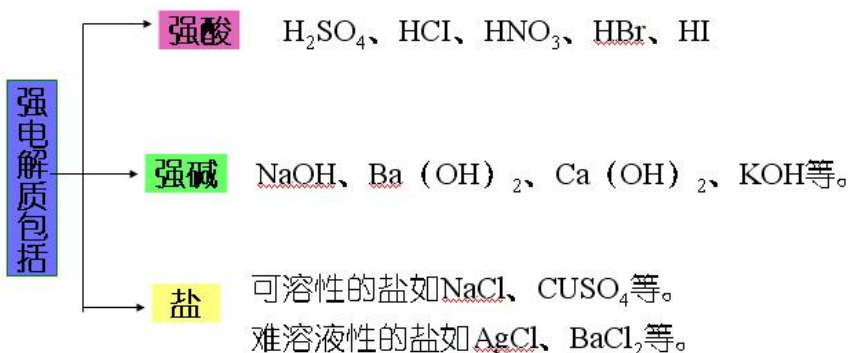 强酸 H₂SO₄、HCI、HNO₃、HBr、HI
强电解质包括
强碱 NaOH、Ba（OH）₂、Ca（OH）₂、KOH等。
盐
可溶性的盐如NaCl、CUSO₄等。
难溶液性的盐如AgCl、BaCl₂等。